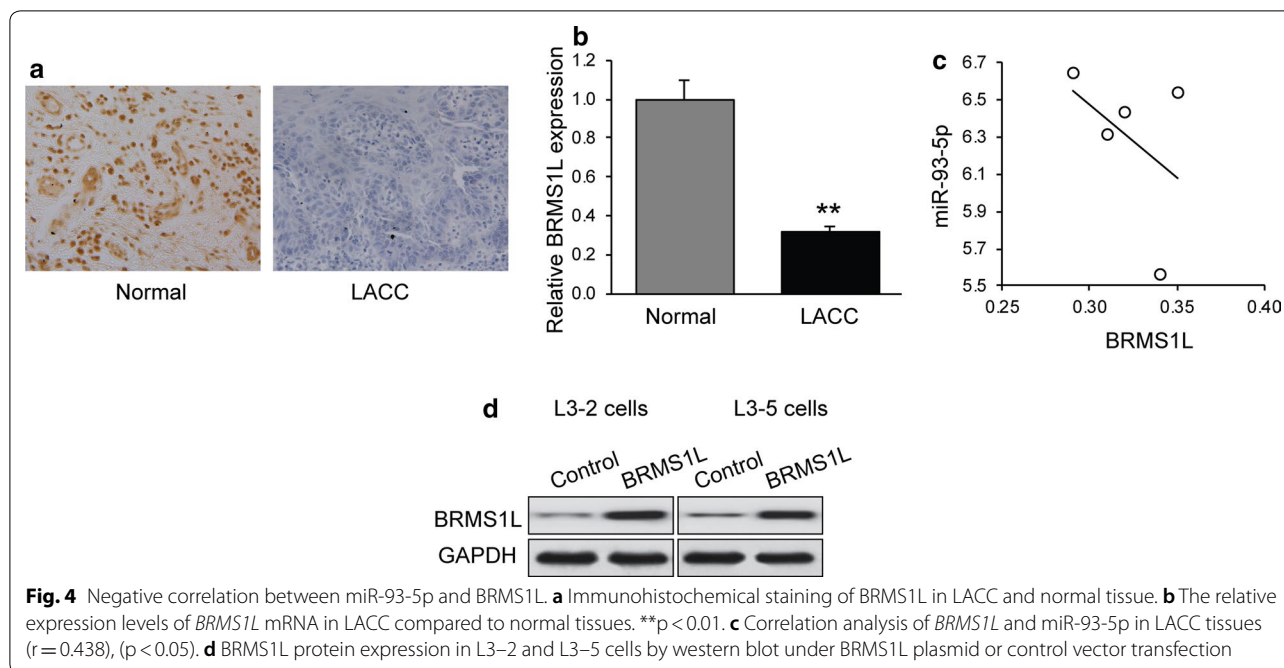 a
Normal
LACC
b
Relative BRMS1L expression
1.2
1.0
0.8
0.6
0.4
0.2
0.0
**
Normal
LACC
c
miR-93-5p
6.7
6.5
6.3
6.1
5.9
5.7
5.5
0.25
0.30
0.35
0.40
BRMS1L
d
L3-2 cells
L3-5 cells
Control
BRMS1L
Control
BRMS1L
BRMS1L
GAPDH
Fig. 4 Negative correlation between miR-93-5p and BRMS1L. a Immunohistochemical staining of BRMS1L in LACC and normal tissue. b The relative
expression levels of BRMS1L mRNA in LACC compared to normal tissues. **p < 0.01. c Correlation analysis of BRMS1L and miR-93-5p in LACC tissues
(r = 0.438), (p < 0.05). d BRMS1L protein expression in L3–2 and L3–5 cells by western blot under BRMS1L plasmid or control vector transfection